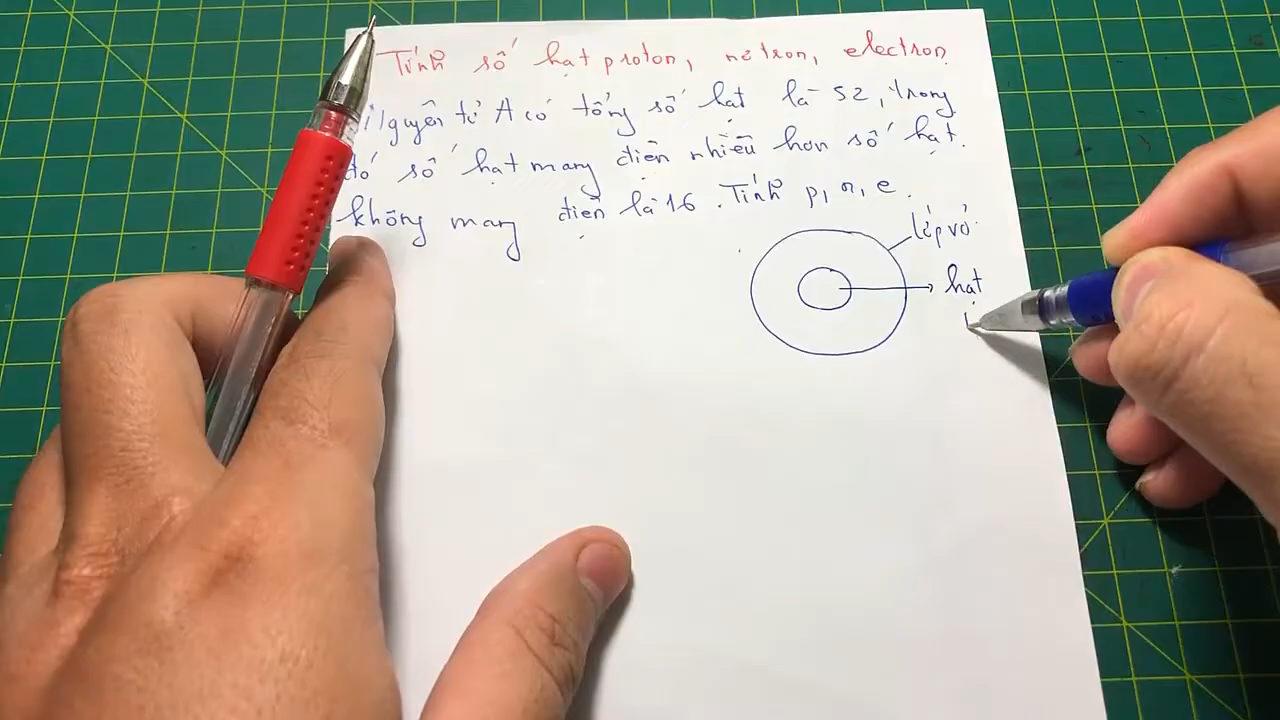 Tính số hạt proton, nơtron, electron
Nguyên tử A có tổng số hạt là 52, trong
đó số hạt mang điện nhiều hơn số hạt
không mang điện là 16. Tính p, n, e.
lớp vỏ
hạt